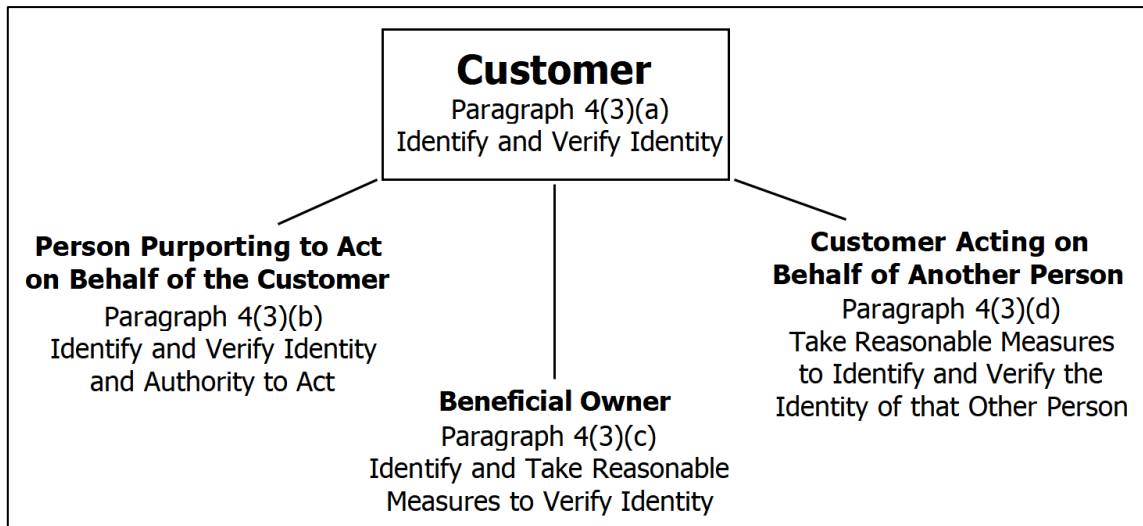 Customer
Paragraph 4(3)(a)
Identify and Verify Identity
Person Purporting to Act
on Behalf of the Customer
Paragraph 4(3)(b)
Identify and Verify Identity
and Authority to Act
Beneficial Owner
Paragraph 4(3)(c)
Identify and Take Reasonable
Measures to Verify Identity
Customer Acting on
Behalf of Another Person
Paragraph 4(3)(d)
Take Reasonable Measures
to Identify and Verify the
Identity of that Other Person